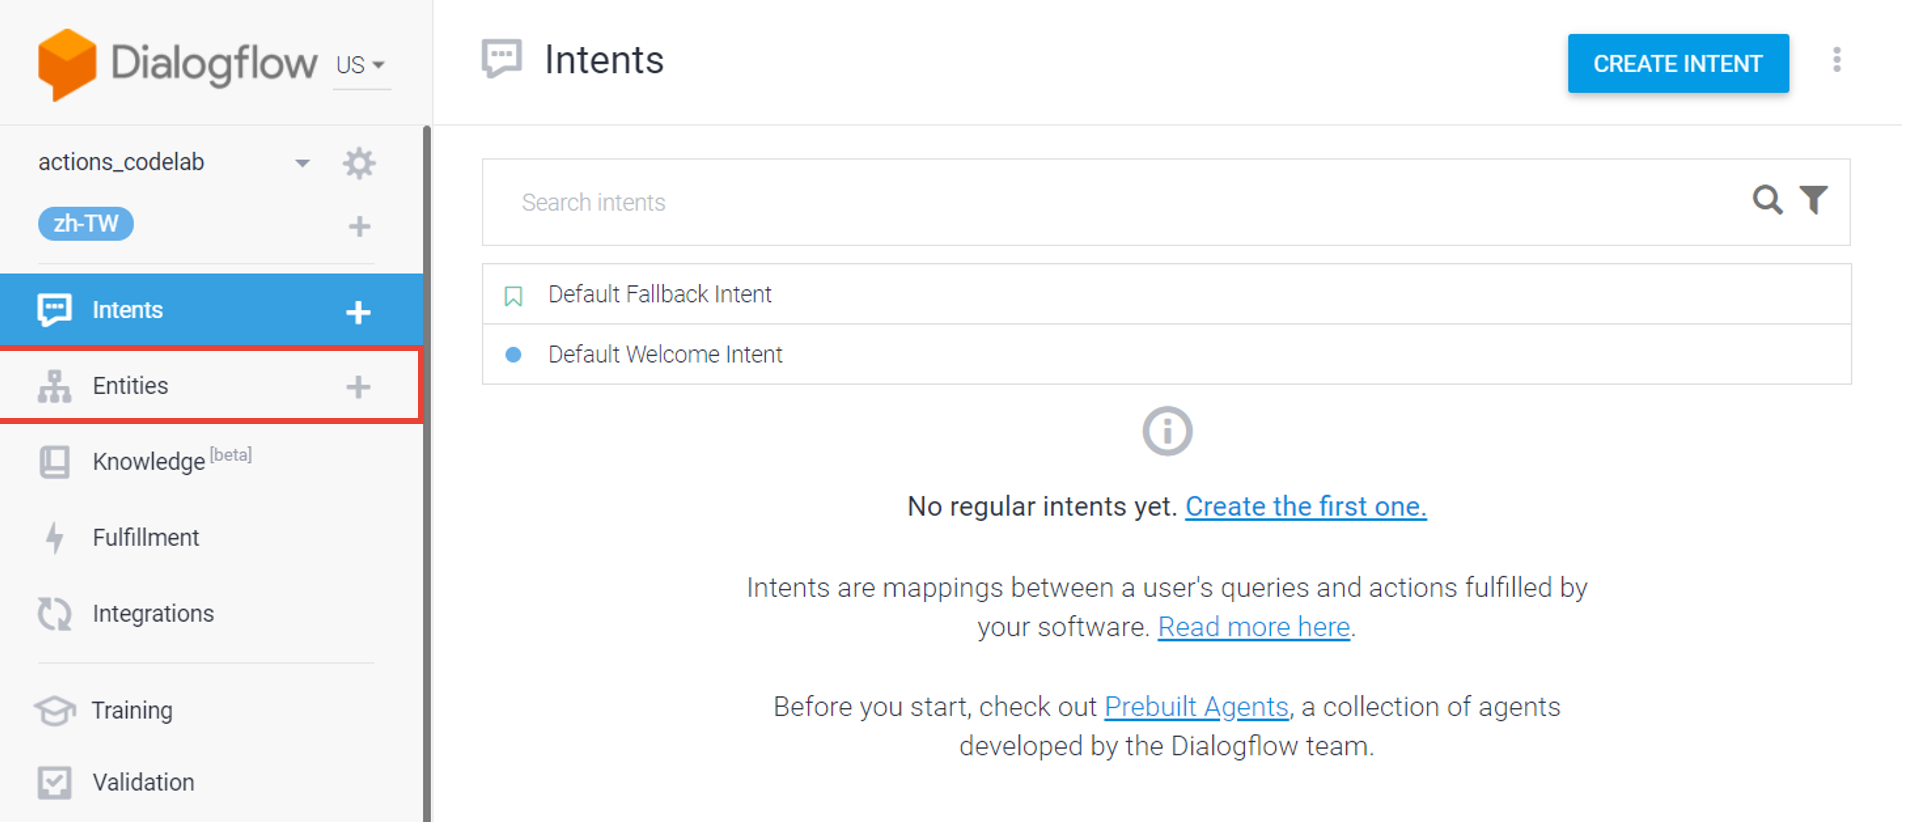 Dialogflow
US
actions_codelab
zh-TW
Intents
Entities
Knowledge [beta]
Fulfillment
Integrations
Training
Validation
Intents
CREATE INTENT
Search intents
Default Fallback Intent
Default Welcome Intent
No regular intents yet. Create the first one.
Intents are mappings between a user's queries and actions fulfilled by
your software. Read more here.
Before you start, check out Prebuilt Agents, a collection of agents
developed by the Dialogflow team.